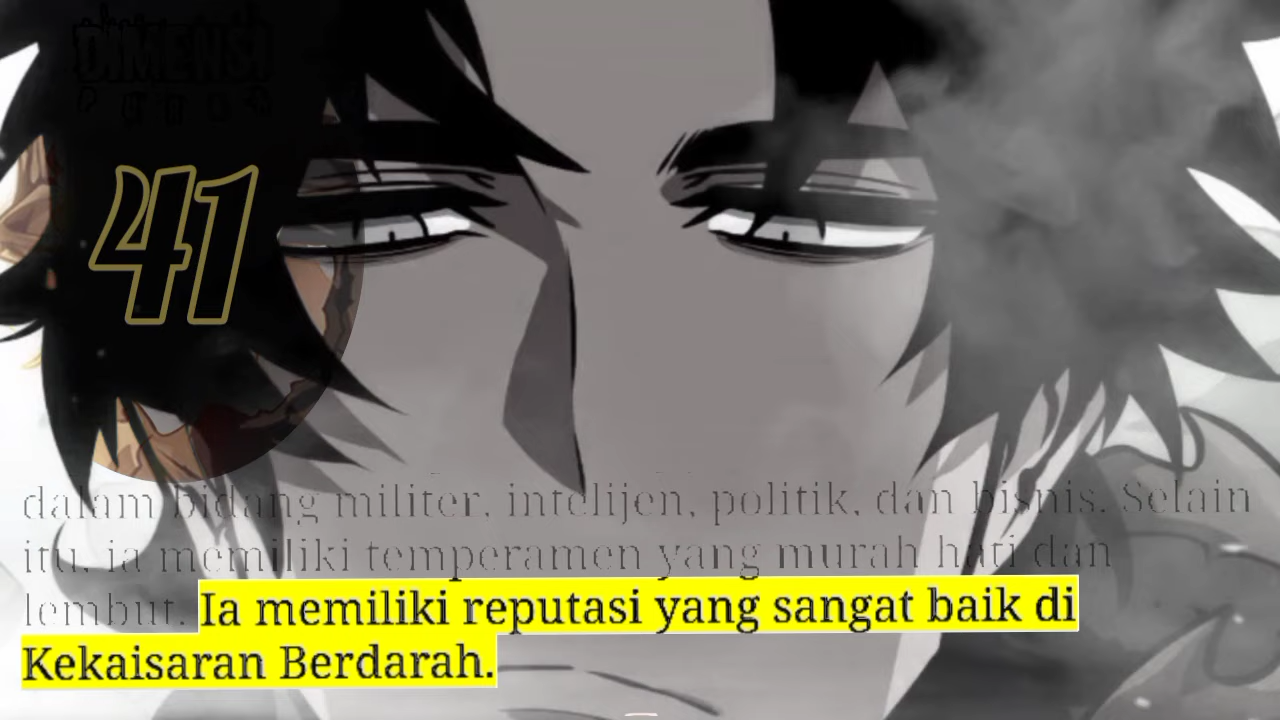 DIMENSI
41
dalam bidang militer, intelijen, politik, dan bisnis. Selain
itu, ia memiliki temperamen yang murah hati dan
lembut. Ia memiliki reputasi yang sangat baik di
Kekaisaran Berdarah.